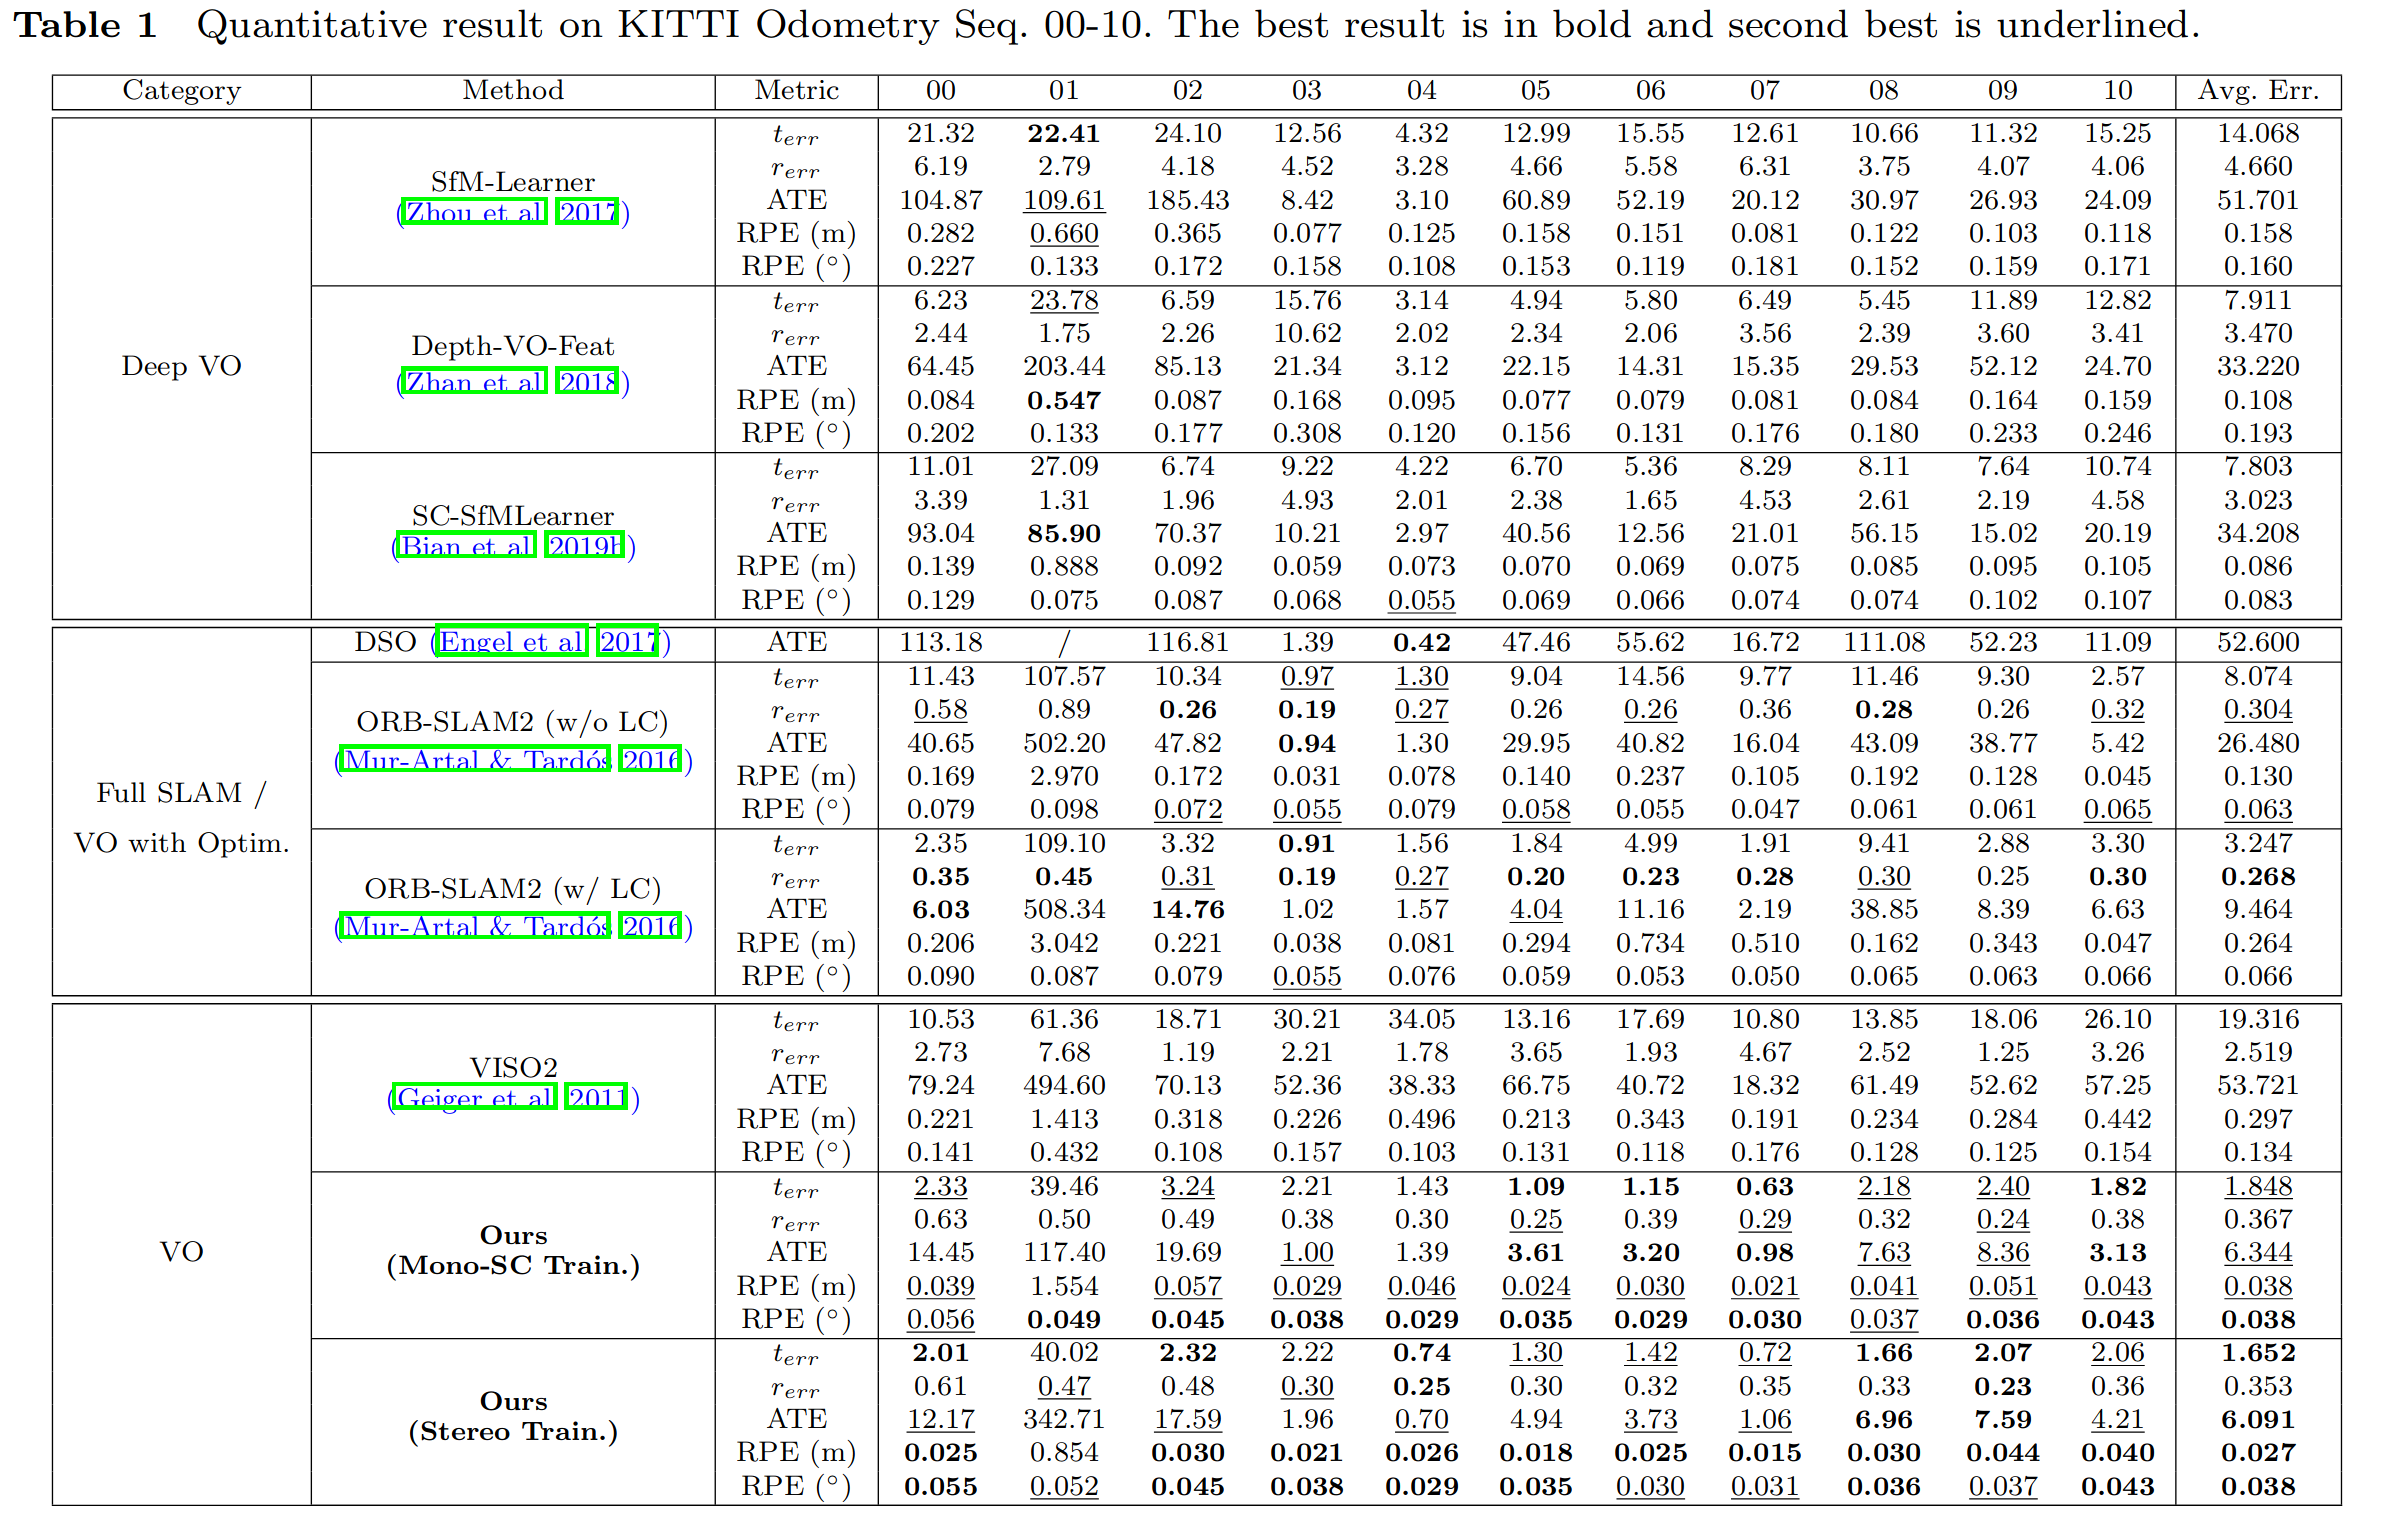 Table 1 Quantitative result on KITTI Odometry Seq. 00-10. The best result is in bold and second best is underlined.
Category Method Metric 00 01 02 03 04 05 06 07 08 09 10 Avg. Err.
Deep VO
SfM-Learner
(Zhou et al 2017)
t_err 21.32 22.41 24.10 12.56 4.32 12.99 15.55 12.61 10.66 11.32 15.25 14.068
r_err 6.19 2.79 4.18 4.52 3.28 4.66 5.58 6.31 3.75 4.07 4.06 4.660
ATE 104.87 109.61 185.43 8.42 3.10 60.89 52.19 20.12 30.97 26.93 24.09 51.701
RPE (m) 0.282 0.660 0.365 0.077 0.125 0.158 0.151 0.081 0.122 0.103 0.118 0.158
RPE (°) 0.227 0.133 0.172 0.158 0.108 0.153 0.119 0.181 0.152 0.159 0.171 0.160
Depth-VO-Feat
(Zhan et al 2018)
t_err 6.23 23.78 6.59 15.76 3.14 4.94 5.80 6.49 5.45 11.89 12.82 7.911
r_err 2.44 1.75 2.26 10.62 2.02 2.34 2.06 3.56 2.39 3.60 3.41 3.470
ATE 64.45 203.44 85.13 21.34 3.12 22.15 14.31 15.35 29.53 52.12 24.70 33.220
RPE (m) 0.084 0.547 0.087 0.168 0.095 0.077 0.079 0.081 0.084 0.164 0.159 0.108
RPE (°) 0.202 0.133 0.177 0.308 0.120 0.156 0.131 0.176 0.180 0.233 0.246 0.193
SC-SfMLearner
(Bian et al 2019b)
t_err 11.01 27.09 6.74 9.22 4.22 6.70 5.36 8.29 8.11 7.64 10.74 7.803
r_err 3.39 1.31 1.96 4.93 2.01 2.38 1.65 4.53 2.61 2.19 4.58 3.023
ATE 93.04 85.90 70.37 10.21 2.97 40.56 12.56 21.01 56.15 15.02 20.19 34.208
RPE (m) 0.139 0.888 0.092 0.059 0.073 0.070 0.069 0.075 0.085 0.095 0.105 0.086
RPE (°) 0.129 0.075 0.087 0.068 0.055 0.069 0.066 0.074 0.074 0.102 0.107 0.083
Full SLAM /
VO with Optim.
DSO (Engel et al 2017) ATE 113.18 / 116.81 1.39 0.42 47.46 55.62 16.72 111.08 52.23 11.09 52.600
ORB-SLAM2 (w/o LC)
(Mur-Artal & Tardós 2016)
t_err 11.43 107.57 10.34 0.97 1.30 9.04 14.56 9.77 11.46 9.30 2.57 8.074
r_err 0.58 0.89 0.26 0.19 0.27 0.26 0.26 0.36 0.28 0.26 0.32 0.304
ATE 40.65 502.20 47.82 0.94 1.30 29.95 40.82 16.04 43.09 38.77 5.42 26.480
RPE (m) 0.169 2.970 0.172 0.031 0.078 0.140 0.237 0.105 0.192 0.128 0.045 0.130
RPE (°) 0.079 0.098 0.072 0.055 0.079 0.058 0.055 0.047 0.061 0.061 0.065 0.063
ORB-SLAM2 (w/ LC)
(Mur-Artal & Tardós 2016)
t_err 2.35 109.10 3.32 0.91 1.56 1.84 4.99 1.91 9.41 2.88 3.30 3.247
r_err 0.35 0.45 0.31 0.19 0.27 0.20 0.23 0.28 0.30 0.25 0.30 0.268
ATE 6.03 508.34 14.76 1.02 1.57 4.04 11.16 2.19 38.85 8.39 6.63 9.464
RPE (m) 0.206 3.042 0.221 0.038 0.081 0.294 0.734 0.510 0.162 0.343 0.047 0.264
RPE (°) 0.090 0.087 0.079 0.055 0.076 0.059 0.053 0.050 0.065 0.063 0.066 0.066
VO
VISO2
(Geiger et al 2011)
t_err 10.53 61.36 18.71 30.21 34.05 13.16 17.69 10.80 13.85 18.06 26.10 19.316
r_err 2.73 7.68 1.19 2.21 1.78 3.65 1.93 4.67 2.52 1.25 3.26 2.519
ATE 79.24 494.60 70.13 52.36 38.33 66.75 40.72 18.32 61.49 52.62 57.25 53.721
RPE (m) 0.221 1.413 0.318 0.226 0.496 0.213 0.343 0.191 0.234 0.284 0.442 0.297
RPE (°) 0.141 0.432 0.108 0.157 0.103 0.131 0.118 0.176 0.128 0.125 0.154 0.134
Ours
(Mono-SC Train.)
t_err 2.33 39.46 3.24 2.21 1.43 1.09 1.15 0.63 2.18 2.40 1.82 1.848
r_err 0.63 0.50 0.49 0.38 0.30 0.25 0.39 0.29 0.32 0.24 0.38 0.367
ATE 14.45 117.40 19.69 1.00 1.39 3.61 3.20 0.98 7.63 8.36 3.13 6.344
RPE (m) 0.039 1.554 0.057 0.029 0.046 0.024 0.030 0.021 0.041 0.051 0.043 0.038
RPE (°) 0.056 0.049 0.045 0.038 0.029 0.035 0.029 0.030 0.037 0.036 0.043 0.038
Ours
(Stereo Train.)
t_err 2.01 40.02 2.32 2.22 0.74 1.30 1.42 0.72 1.66 2.07 2.06 1.652
r_err 0.61 0.47 0.48 0.30 0.25 0.30 0.32 0.35 0.33 0.23 0.36 0.353
ATE 12.17 342.71 17.59 1.96 0.70 4.94 3.73 1.06 6.96 7.59 4.21 6.091
RPE (m) 0.025 0.854 0.030 0.021 0.026 0.018 0.025 0.015 0.030 0.044 0.040 0.027
RPE (°) 0.055 0.052 0.045 0.038 0.029 0.035 0.030 0.031 0.036 0.037 0.043 0.038